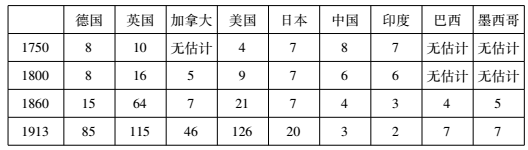 德国 英国 加拿大 美国 日本 中国 印度 巴西 墨西哥
1750 8 10 无估计 4 7 8 7 无估计 无估计
1800 8 16 5 9 7 6 6 无估计 无估计
1860 15 64 7 21 7 4 3 4 5
1913 85 115 46 126 20 3 2 7 7